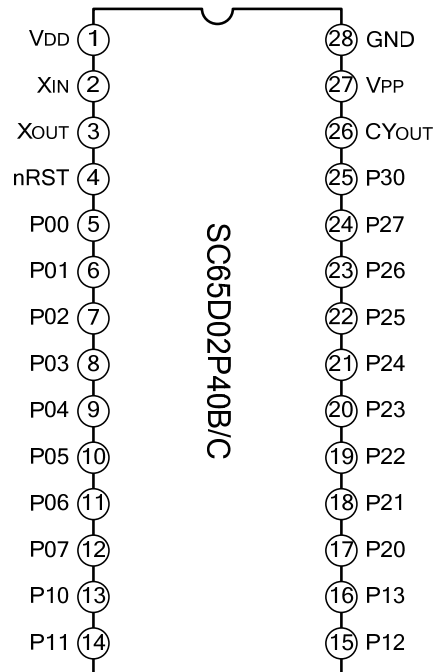 VDD 1 28 GND
XIN 2 27 VPP
XOUT 3 26 CYOUT
nRST 4 25 P30
P00 5 24 P27
P01 6 23 P26
P02 7 22 P25
P03 8 21 P24
P04 9 20 P23
P05 10 19 P22
P06 11 18 P21
P07 12 17 P20
P10 13 16 P13
P11 14 15 P12
SC65D02P40B/C